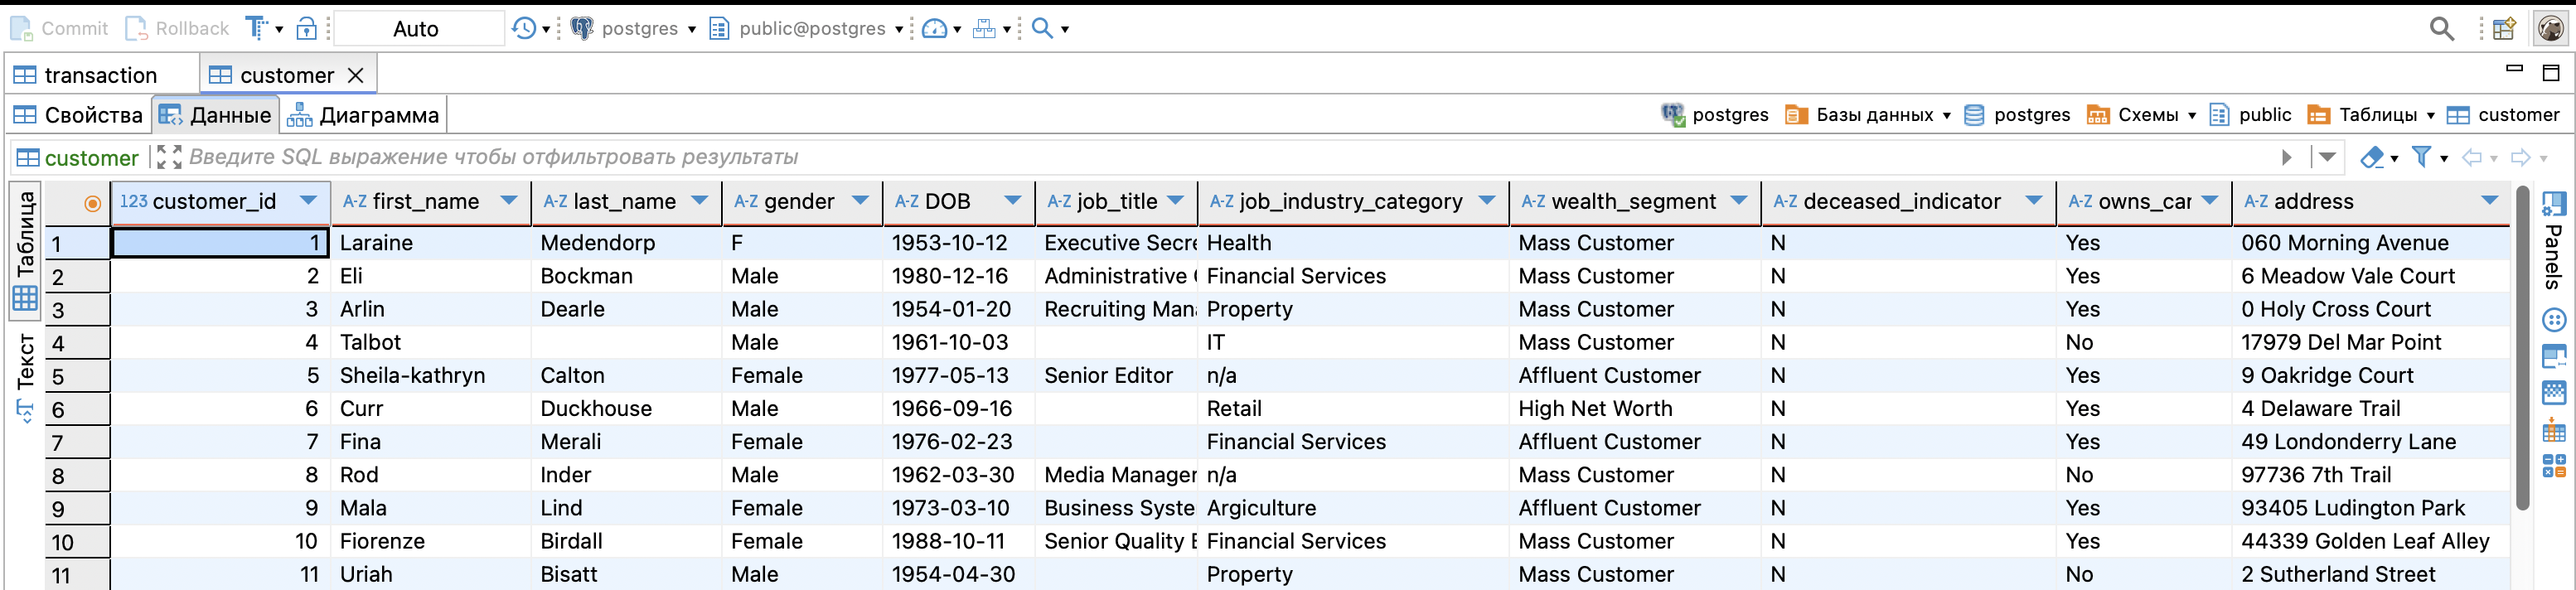 Commit Rollback Auto postgres public@postgres
transaction customer
Свойства Данные Диаграмма postgres Базы данных postgres Схемы public Таблицы customer
customer Введите SQL выражение чтобы отфильтровать результаты
Таблица
Текст
Panels
123 customer_id A-Z first_name A-Z last_name A-Z gender A-Z DOB A-Z job_title A-Z job_industry_category A-Z wealth_segment A-Z deceased_indicator A-Z owns_car A-Z address
1 1 Laraine Medendorp F 1953-10-12 Executive Secre Health Mass Customer N Yes 060 Morning Avenue
2 2 Eli Bockman Male 1980-12-16 Administrative Financial Services Mass Customer N Yes 6 Meadow Vale Court
3 3 Arlin Dearle Male 1954-01-20 Recruiting Man Property Mass Customer N Yes 0 Holy Cross Court
4 4 Talbot Male 1961-10-03 IT Mass Customer N No 17979 Del Mar Point
5 5 Sheila-kathryn Calton Female 1977-05-13 Senior Editor n/a Affluent Customer N Yes 9 Oakridge Court
6 6 Curr Duckhouse Male 1966-09-16 Retail High Net Worth N Yes 4 Delaware Trail
7 7 Fina Merali Female 1976-02-23 Financial Services Affluent Customer N Yes 49 Londonderry Lane
8 8 Rod Inder Male 1962-03-30 Media Manager n/a Mass Customer N No 97736 7th Trail
9 9 Mala Lind Female 1973-03-10 Business Syste Argiculture Affluent Customer N Yes 93405 Ludington Park
10 10 Fiorenze Birdall Female 1988-10-11 Senior Quality E Financial Services Mass Customer N Yes 44339 Golden Leaf Alley
11 11 Uriah Bisatt Male 1954-04-30 Property Mass Customer N No 2 Sutherland Street